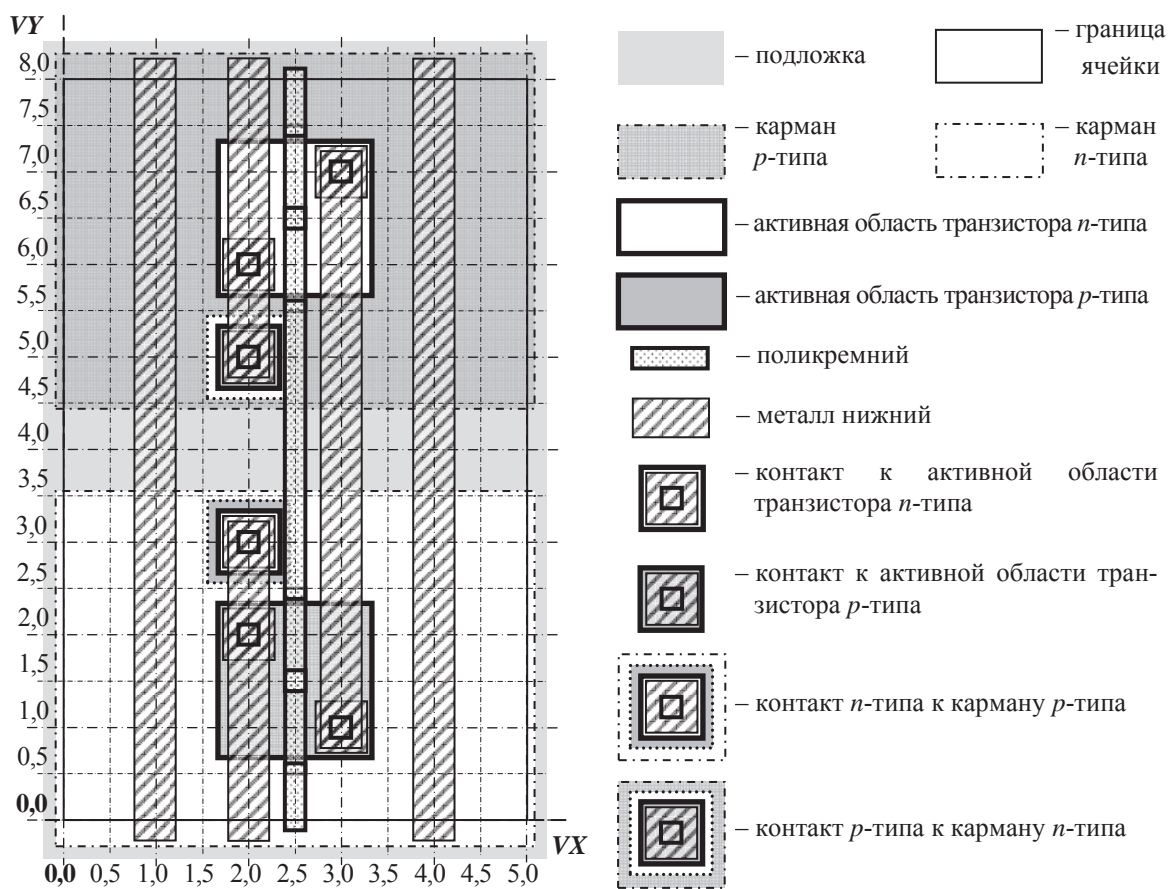 VY
8,0
7,5
7,0
6,5
6,0
5,5
5,0
4,5
4,0
3,5
3,0
2,5
2,0
1,5
1,0
0,5
0,0
VX
0,0 0,5 1,0 1,5 2,0 2,5 3,0 3,5 4,0 4,5 5,0
– подложка
– граница
ячейки
– карман
p-типа
– карман
n-типа
– активная область транзистора n-типа
– активная область транзистора p-типа
– поликремний
– металл нижний
– контакт к активной области
транзистора n-типа
– контакт к активной области тран-
зистора p-типа
– контакт n-типа к карману p-типа
– контакт p-типа к карману n-типа